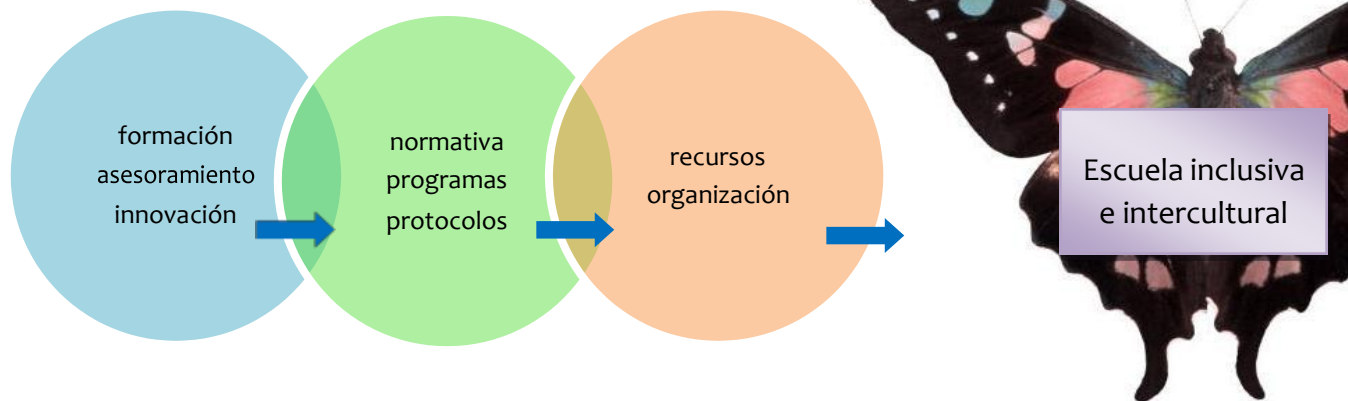 formación
asesoramiento
innovación
normativa
programas
protocolos
recursos
organización
Escuela inclusiva
e intercultural